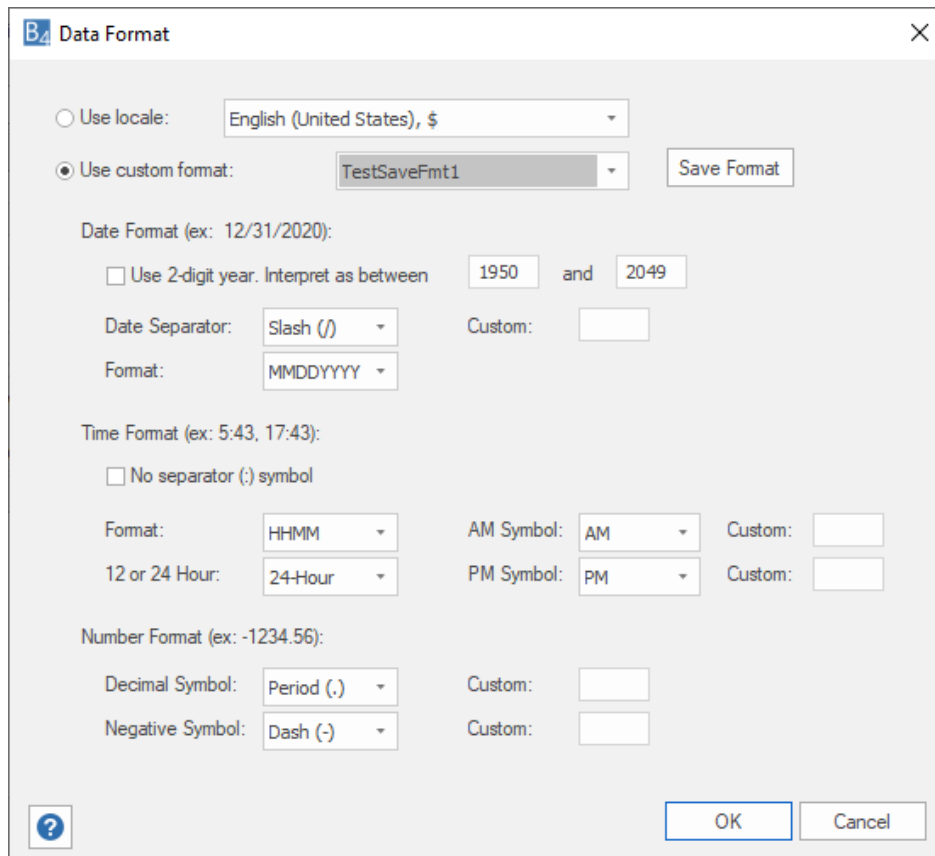 B4 Data Format
Use locale: English (United States), $
Use custom format: TestSaveFmt1 Save Format
Date Format (ex: 12/31/2020):
Use 2-digit year. Interpret as between 1950 and 2049
Date Separator: Slash (/) Custom:
Format: MMDDYYYY
Time Format (ex: 5:43, 17:43):
No separator (:) symbol
Format: HHMM AM Symbol: AM Custom:
12 or 24 Hour: 24-Hour PM Symbol: PM Custom:
Number Format (ex: -1234.56):
Decimal Symbol: Period (.) Custom:
Negative Symbol: Dash (-) Custom:
? OK Cancel